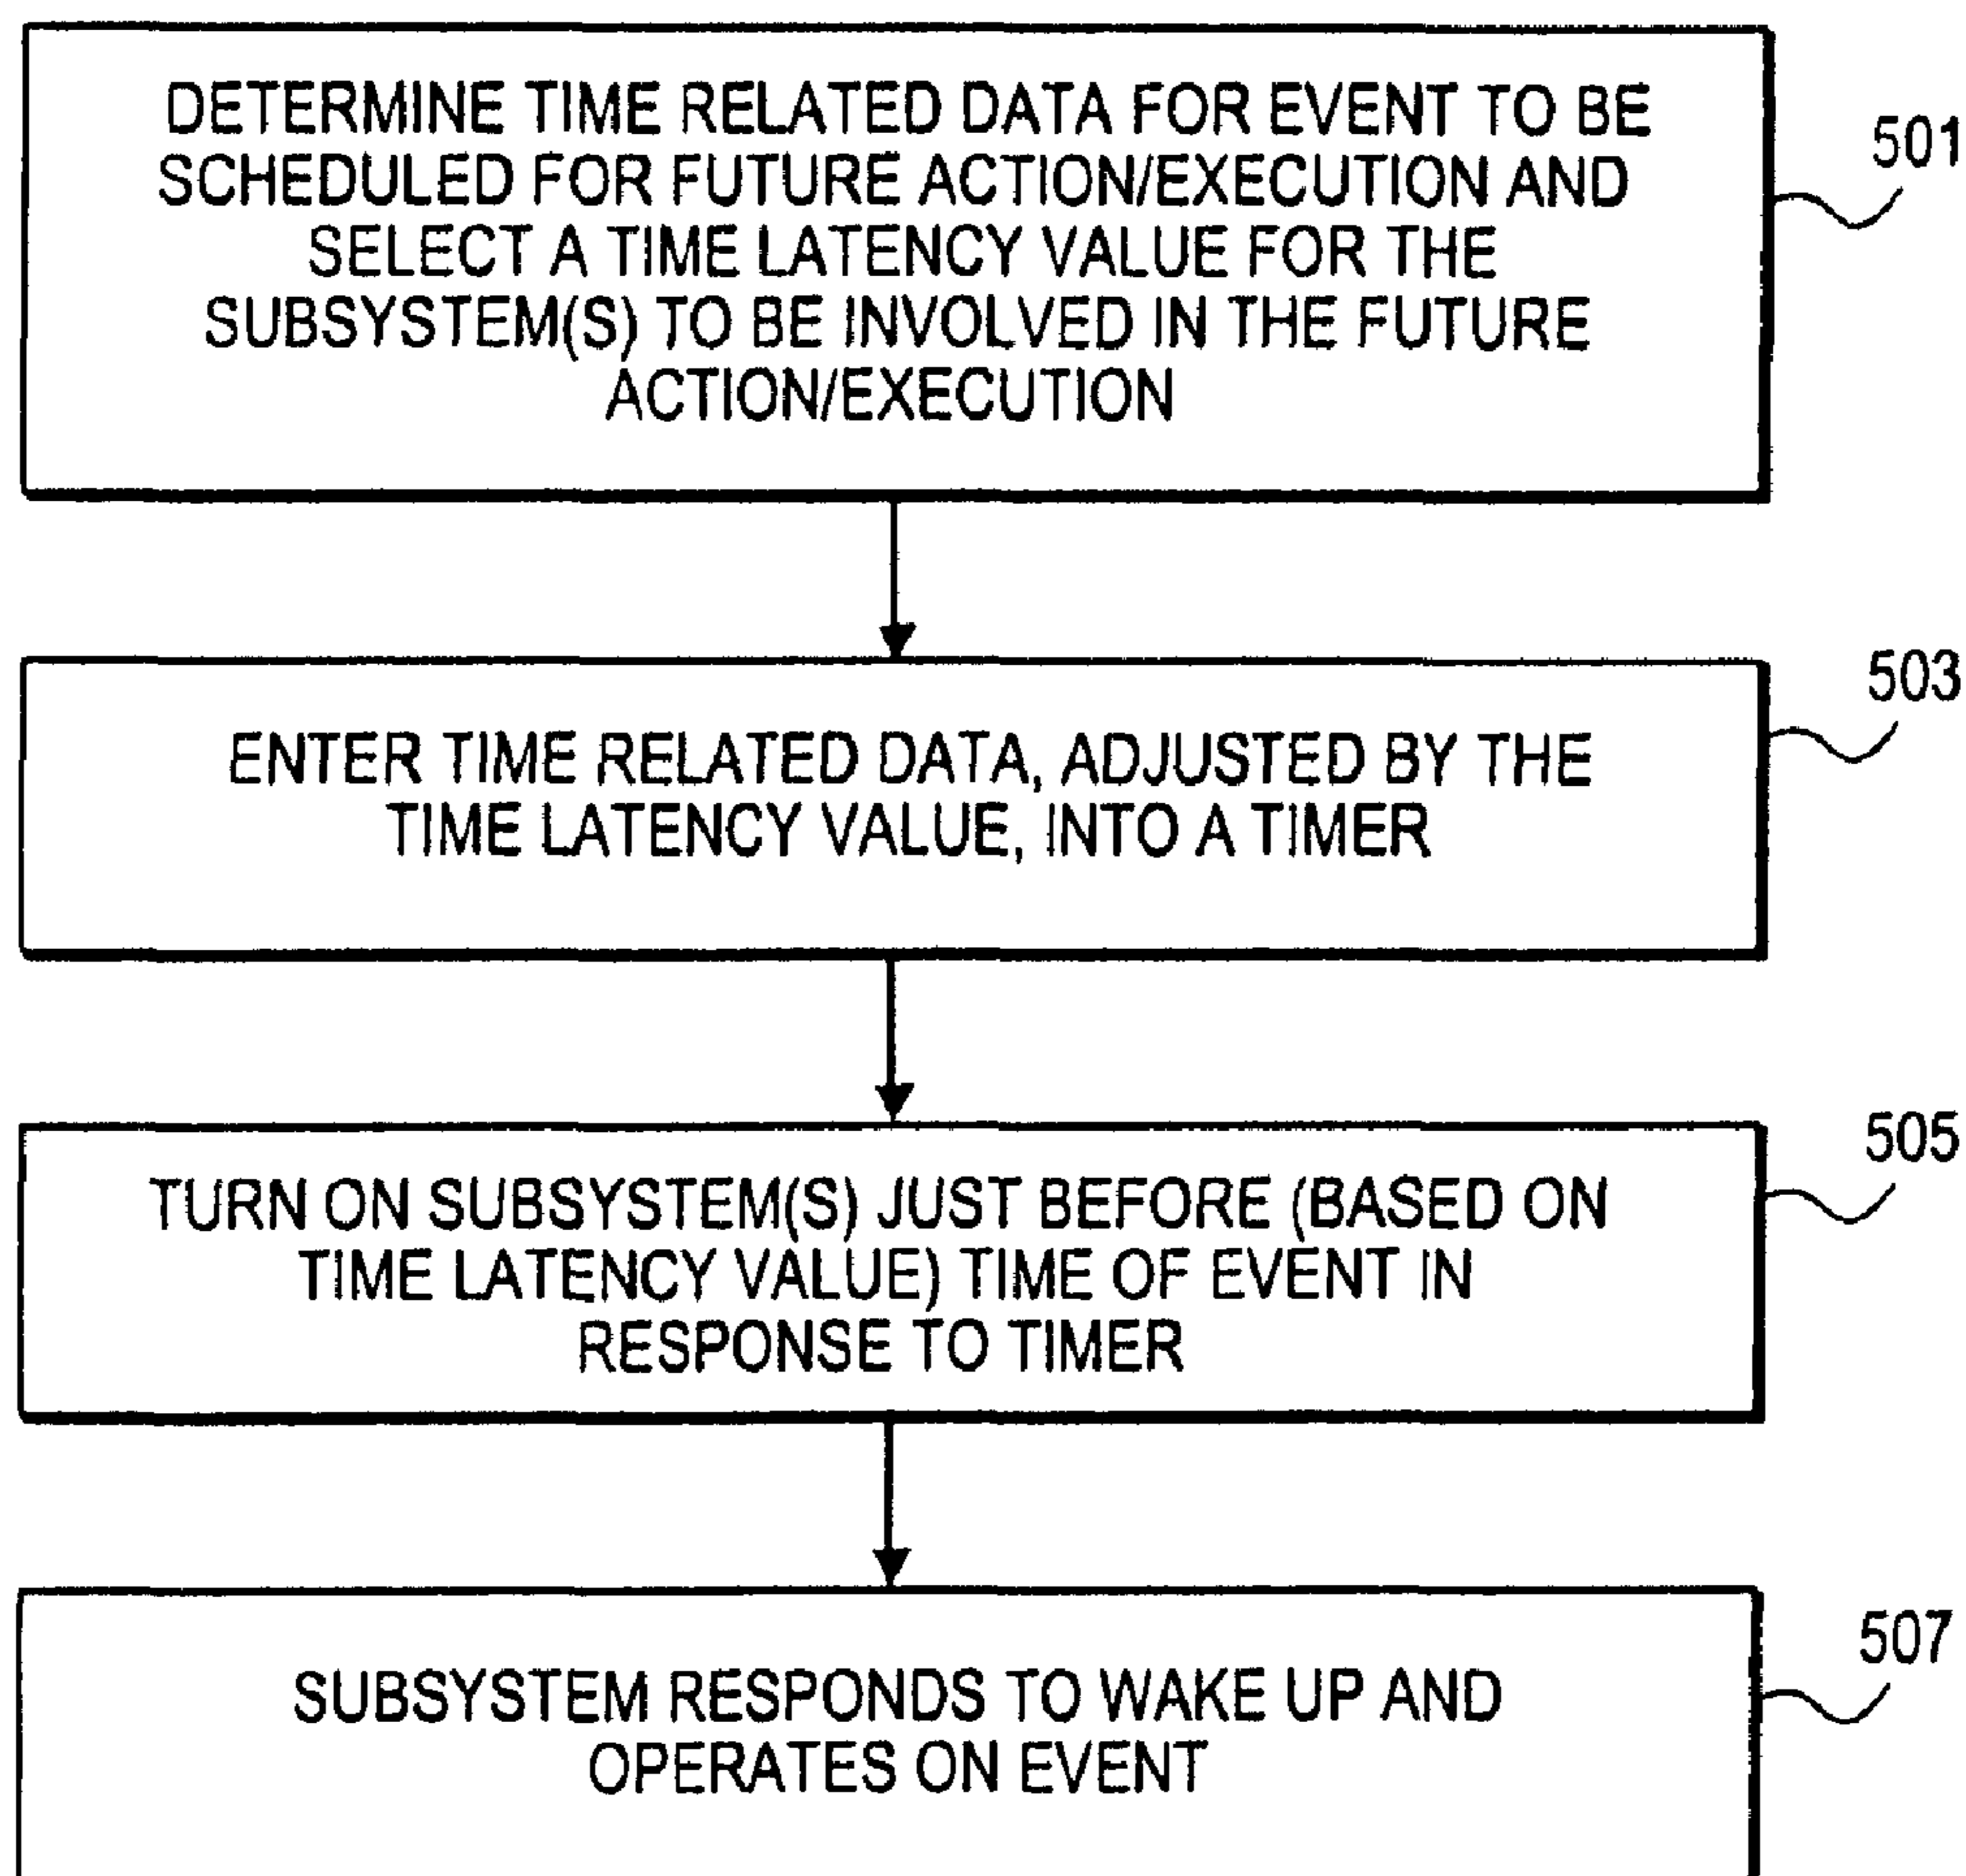 DETERMINE TIME RELATED DATA FOR EVENT TO BE
SCHEDULED FOR FUTURE ACTION/EXECUTION AND
SELECT A TIME LATENCY VALUE FOR THE
SUBSYSTEM(S) TO BE INVOLVED IN THE FUTURE
ACTION/EXECUTION
501
ENTER TIME RELATED DATA, ADJUSTED BY THE
TIME LATENCY VALUE, INTO A TIMER
503
TURN ON SUBSYSTEM(S) JUST BEFORE (BASED ON
TIME LATENCY VALUE) TIME OF EVENT IN
RESPONSE TO TIMER
505
SUBSYSTEM RESPONDS TO WAKE UP AND
OPERATES ON EVENT
507